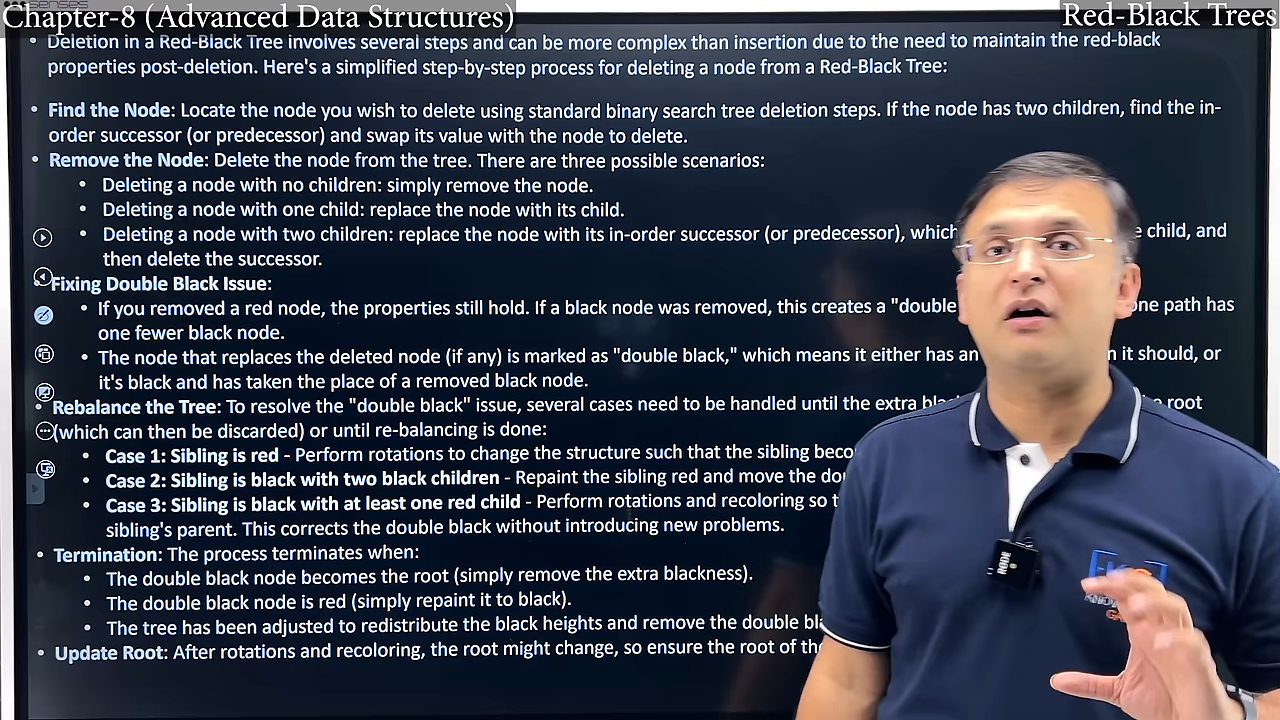 Chapter-8 (Advanced Data Structures)
Red-Black Trees
• Deletion in a Red-Black Tree involves several steps and can be more complex than insertion due to the need to maintain the red-black
properties post-deletion. Here's a simplified step-by-step process for deleting a node from a Red-Black Tree:
• Find the Node: Locate the node you wish to delete using standard binary search tree deletion steps. If the node has two children, find the in-
order successor (or predecessor) and swap its value with the node to delete.
• Remove the Node: Delete the node from the tree. There are three possible scenarios:
• Deleting a node with no children: simply remove the node.
• Deleting a node with one child: replace the node with its child.
• Deleting a node with two children: replace the node with its in-order successor (or predecessor), which child, and
then delete the successor.
• Fixing Double Black Issue:
• If you removed a red node, the properties still hold. If a black node was removed, this creates a "double one path has
one fewer black node.
• The node that replaces the deleted node (if any) is marked as "double black," which means it either has an it should, or
it's black and has taken the place of a removed black node.
• Rebalance the Tree: To resolve the "double black" issue, several cases need to be handled until the extra root
(which can then be discarded) or until re-balancing is done:
• Case 1: Sibling is red - Perform rotations to change the structure such that the sibling
• Case 2: Sibling is black with two black children - Repaint the sibling red and move the
• Case 3: Sibling is black with at least one red child - Perform rotations and recoloring so
sibling's parent. This corrects the double black without introducing new problems.
• Termination: The process terminates when:
• The double black node becomes the root (simply remove the extra blackness).
• The double black node is red (simply repaint it to black).
• The tree has been adjusted to redistribute the black heights and remove the double
• Update Root: After rotations and recoloring, the root might change, so ensure the root of
RODE